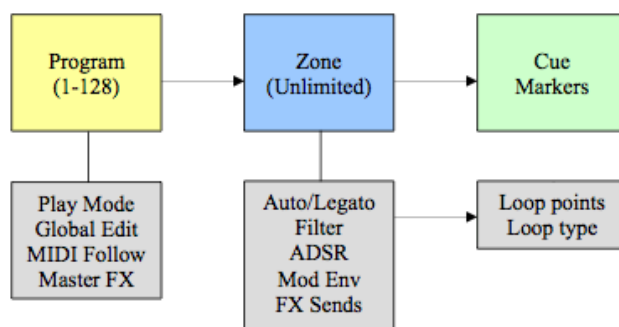 Program
(1-128)
Zone
(Unlimited)
Cue
Markers
Play Mode
Global Edit
MIDI Follow
Master FX
Auto/Legato
Filter
ADSR
Mod Env
FX Sends
Loop points
Loop type